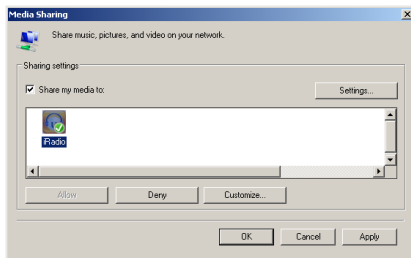 Media Sharing
Share music, pictures, and video on your network.
Sharing settings
Share my media to:
Settings...
iRadio
Allow
Deny
Customize...
OK
Cancel
Apply